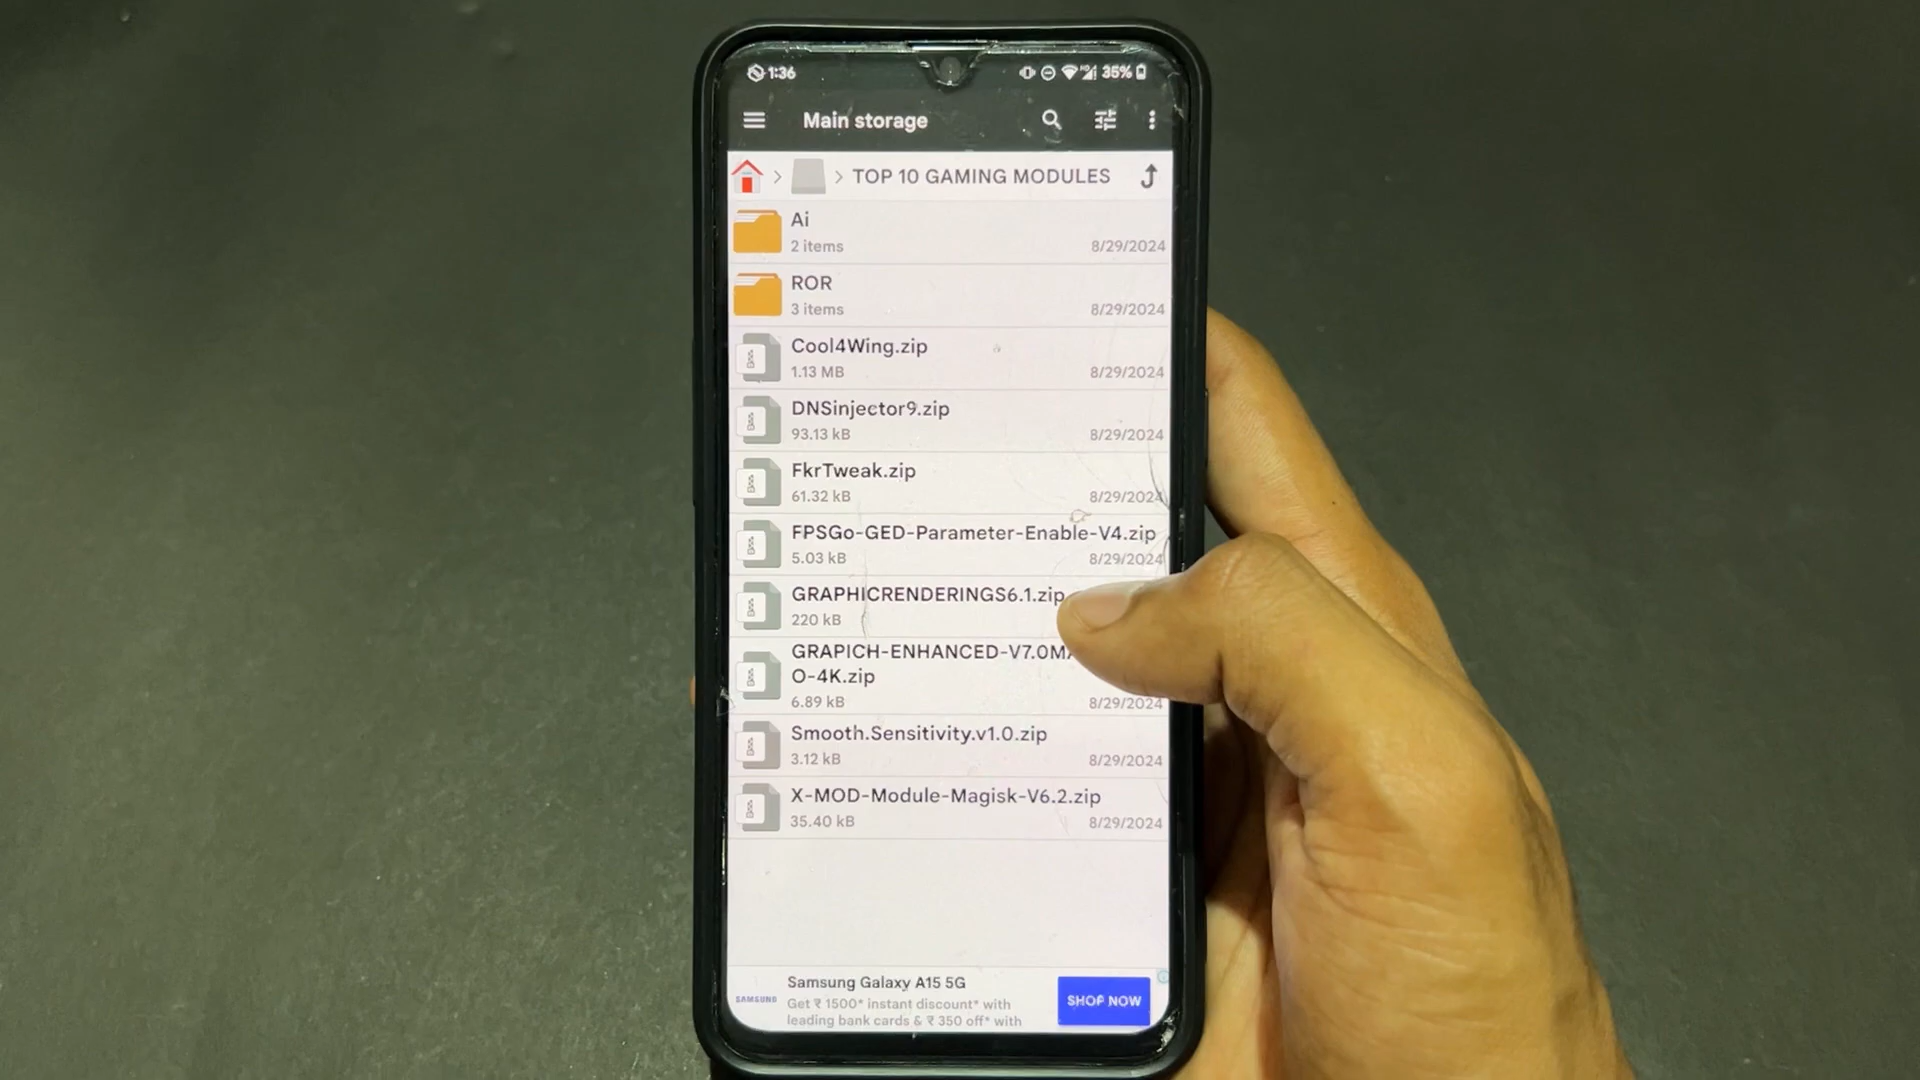 1:36
35%
Main storage
TOP 10 GAMING MODULES
Ai
2 items
8/29/2024
ROR
3 items
8/29/2024
Cool4Wing.zip
1.13 MB
8/29/2024
DNSinjector9.zip
93.13 kB
8/29/2024
FkrTweak.zip
61.32 kB
8/29/2024
FPSGo-GED-Parameter-Enable-V4.zip
5.03 kB
8/29/2024
GRAPHICRENDERINGS6.1.zip
220 kB
GRAPICH-ENHANCED-V7.0MA
O-4K.zip
6.89 kB
8/29/2024
Smooth.Sensitivity.v1.0.zip
3.12 kB
8/29/2024
X-MOD-Module-Magisk-V6.2.zip
35.40 kB
8/29/2024
Samsung Galaxy A15 5G
SAMSUNG
Get ₹ 1500* instant discount* with
leading bank cards & ₹ 350 off* with
SHOP NOW